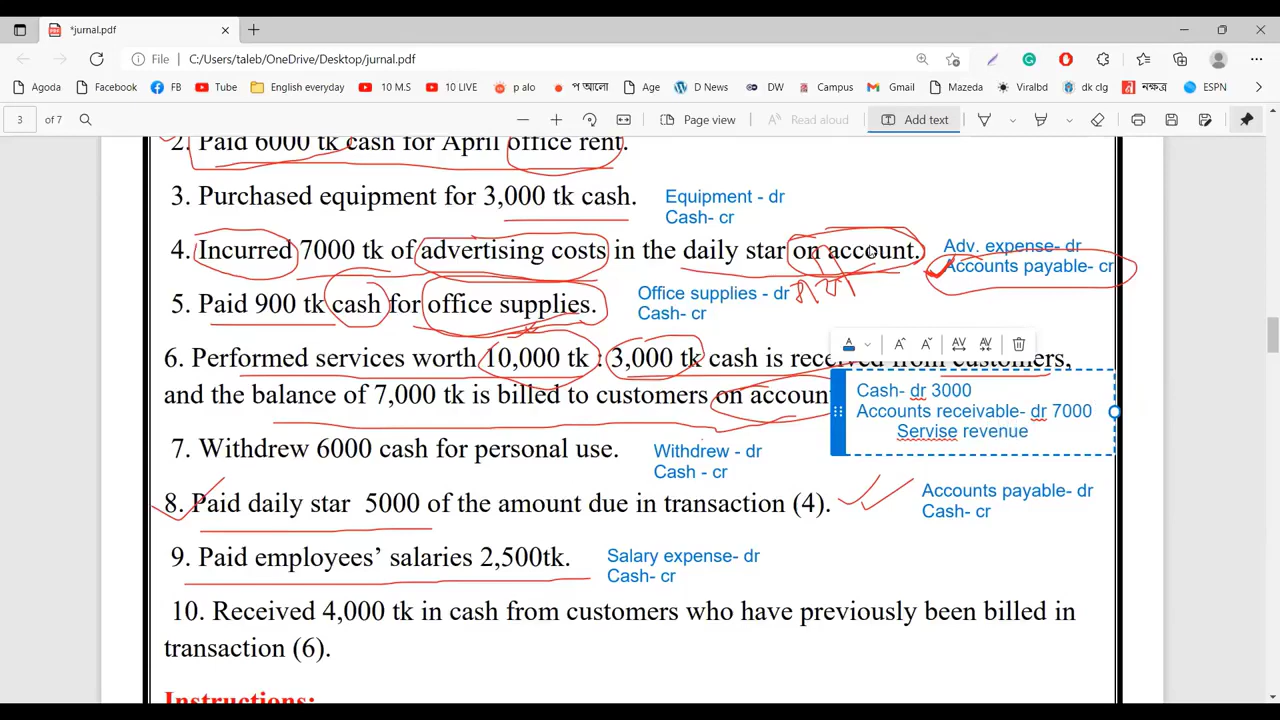 *jurnal.pdf
File C:/Users/taleb/OneDrive/Desktop/jurnal.pdf
Agoda Facebook FB Tube English everyday 10 M.S 10 LIVE p alo প আলো Age D News DW Campus Gmail Mazeda Viralbd dk clg নক্ষত্র ESPN
3 of 7 Page view Read aloud Add text
2. Paid 6000 tk cash for April office rent.
3. Purchased equipment for 3,000 tk cash.
Equipment - dr
Cash- cr
4. Incurred 7000 tk of advertising costs in the daily star on account.
Adv. expense- dr
Accounts payable- cr
5. Paid 900 tk cash for office supplies.
Office supplies - dr
Cash- cr
6. Performed services worth 10,000 tk : 3,000 tk cash is received from customers,
and the balance of 7,000 tk is billed to customers on account
Cash- dr 3000
Accounts receivable- dr 7000
Servise revenue
7. Withdrew 6000 cash for personal use.
Withdrew - dr
Cash - cr
8. Paid daily star 5000 of the amount due in transaction (4).
Accounts payable- dr
Cash- cr
9. Paid employees’ salaries 2,500tk.
Salary expense- dr
Cash- cr
10. Received 4,000 tk in cash from customers who have previously been billed in
transaction (6).
Instructions: